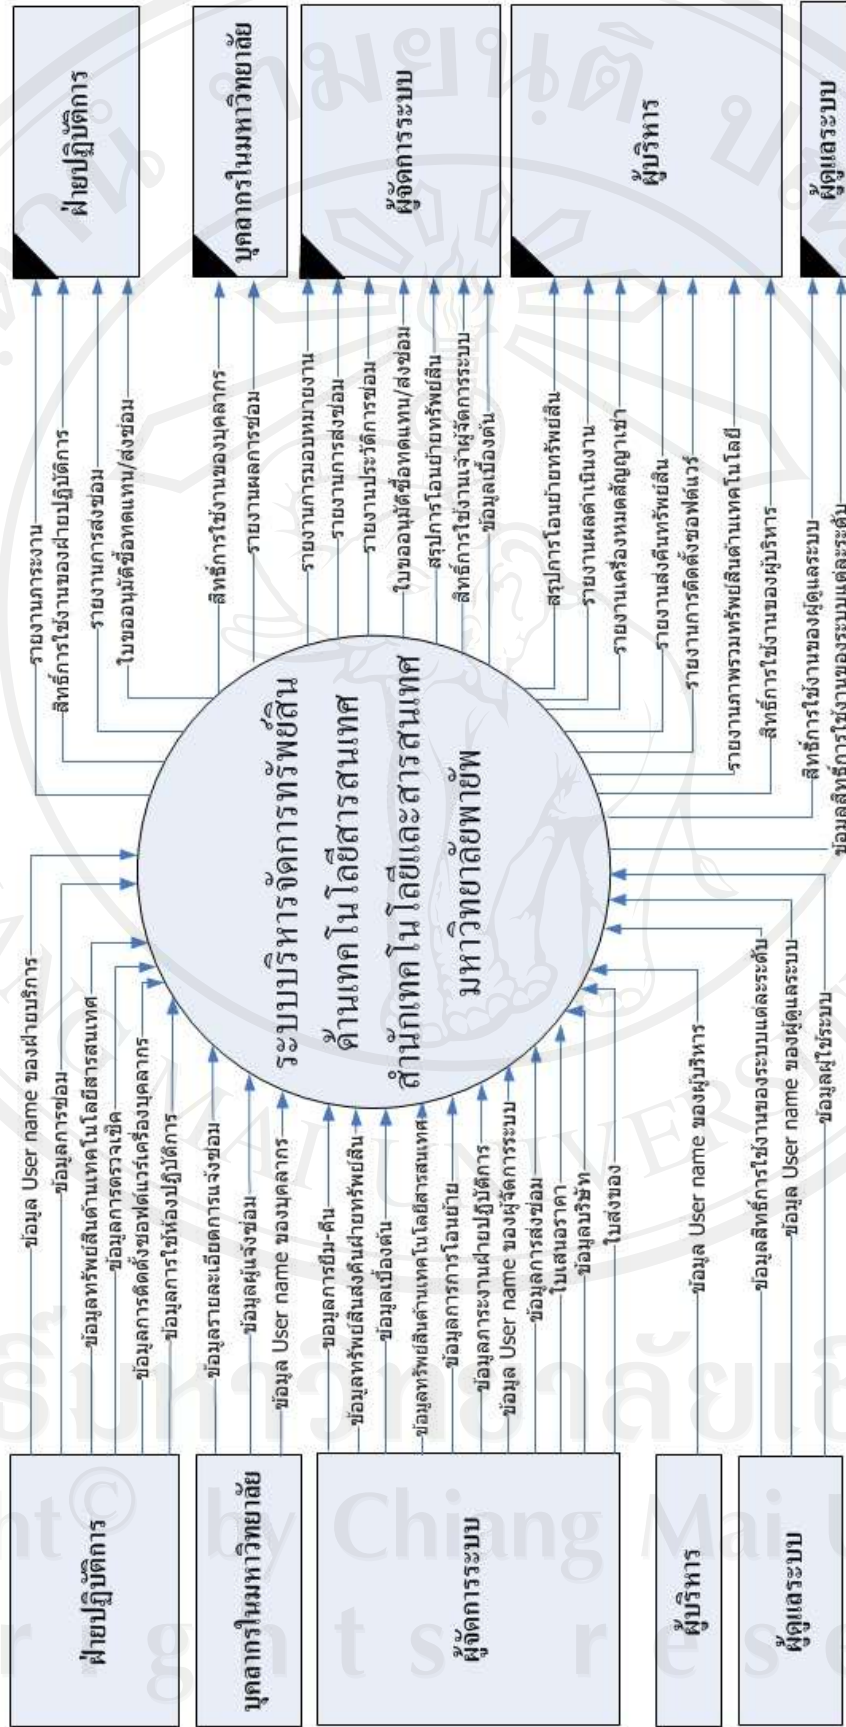 ฝ่ายปฏิบัติการ
บุคลากรในมหาวิทยาลัย
ผู้จัดการระบบ
ผู้บริหาร
ผู้ดูแลระบบ
ข้อมูล User name ของฝ่ายบริการ
ข้อมูลการซ่อม
ข้อมูลทรัพย์สินด้านเทคโนโลยีสารสนเทศ
ข้อมูลการตรวจเช็ค
ข้อมูลการติดตั้งซอฟต์แวร์เครื่องบุคลากร
ข้อมูลการใช้ห้องปฏิบัติการ
ข้อมูลรายละเอียดการแจ้งซ่อม
ข้อมูลผู้แจ้งซ่อม
ข้อมูล User name ของบุคลากร
ขอมูลการยืม-คืน
ข้อมูลทรัพย์สินส่งคืนฝ่ายทรัพย์สิน
ข้อมูลเบื้องต้น
ข้อมูลทรัพย์สินด้านเทคโนโลยีสารสนเทศ
ข้อมูลการการโอนย้าย
ข้อมูลภาระงานฝ่ายปฏิบัติการ
ข้อมูล User name ของผู้จัดการระบบ
ข้อมูลการส่งซ่อม
ใบเสนอราคา
ข้อมูลบริษัท
ใบส่งของ
ข้อมูล User name ของผู้บริหาร
ข้อมูลสิทธิ์การใช้งานของระบบแต่ละระดับ
ข้อมูล User name ของผู้ดูแลระบบ
ข้อมูลผู้ใช้ระบบ
ระบบบริหารจัดการทรัพย์สิน
ด้านเทคโนโลยีสารสนเทศ
สำนักเทคโนโลยีและสารสนเทศ
มหาวิทยาลัยพายัพ
รายงานภาระงาน
สิทธิ์การใช้งานของฝ่ายปฏิบัติการ
รายงานการส่งซ่อม
ใบขออนุมัติซื้อทดแทน/ส่งซ่อม
สิทธิ์การใช้งานของบุคลากร
รายงานผลการซ่อม
รายงานการมอบหมายงาน
รายงานการส่งซ่อม
รายงานประวัติการซ่อม
ใบขออนุมัติซื้อทดแทน/ส่งซ่อม
สรุปการโอนย้ายทรัพย์สิน
สิทธิ์การใช้งานเจ้าผู้จัดการระบบ
ข้อมูลเบื้องต้น
สรุปการโอนย้ายทรัพย์สิน
รายงานผลดำเนินงาน
รายงานเครื่องหมดสัญญาเช่า
รายงานส่งคืนทรัพย์สิน
รายงานการติดตั้งซอฟต์แวร์
รายงานภาพรวมทรัพย์สินด้านเทคโนโลยี
สิทธิ์การใช้งานของผู้บริหาร
สิทธิ์การใช้งานของผู้ดูแลระบบ
ข้อมูลสิทธิ์การใช้งานของระบบแต่ละระดับ
ฝ่ายปฏิบัติการ
บุคลากรในมหาวิทยาลัย
ผู้จัดการระบบ
ผู้บริหาร
ผู้ดูแลระบบ